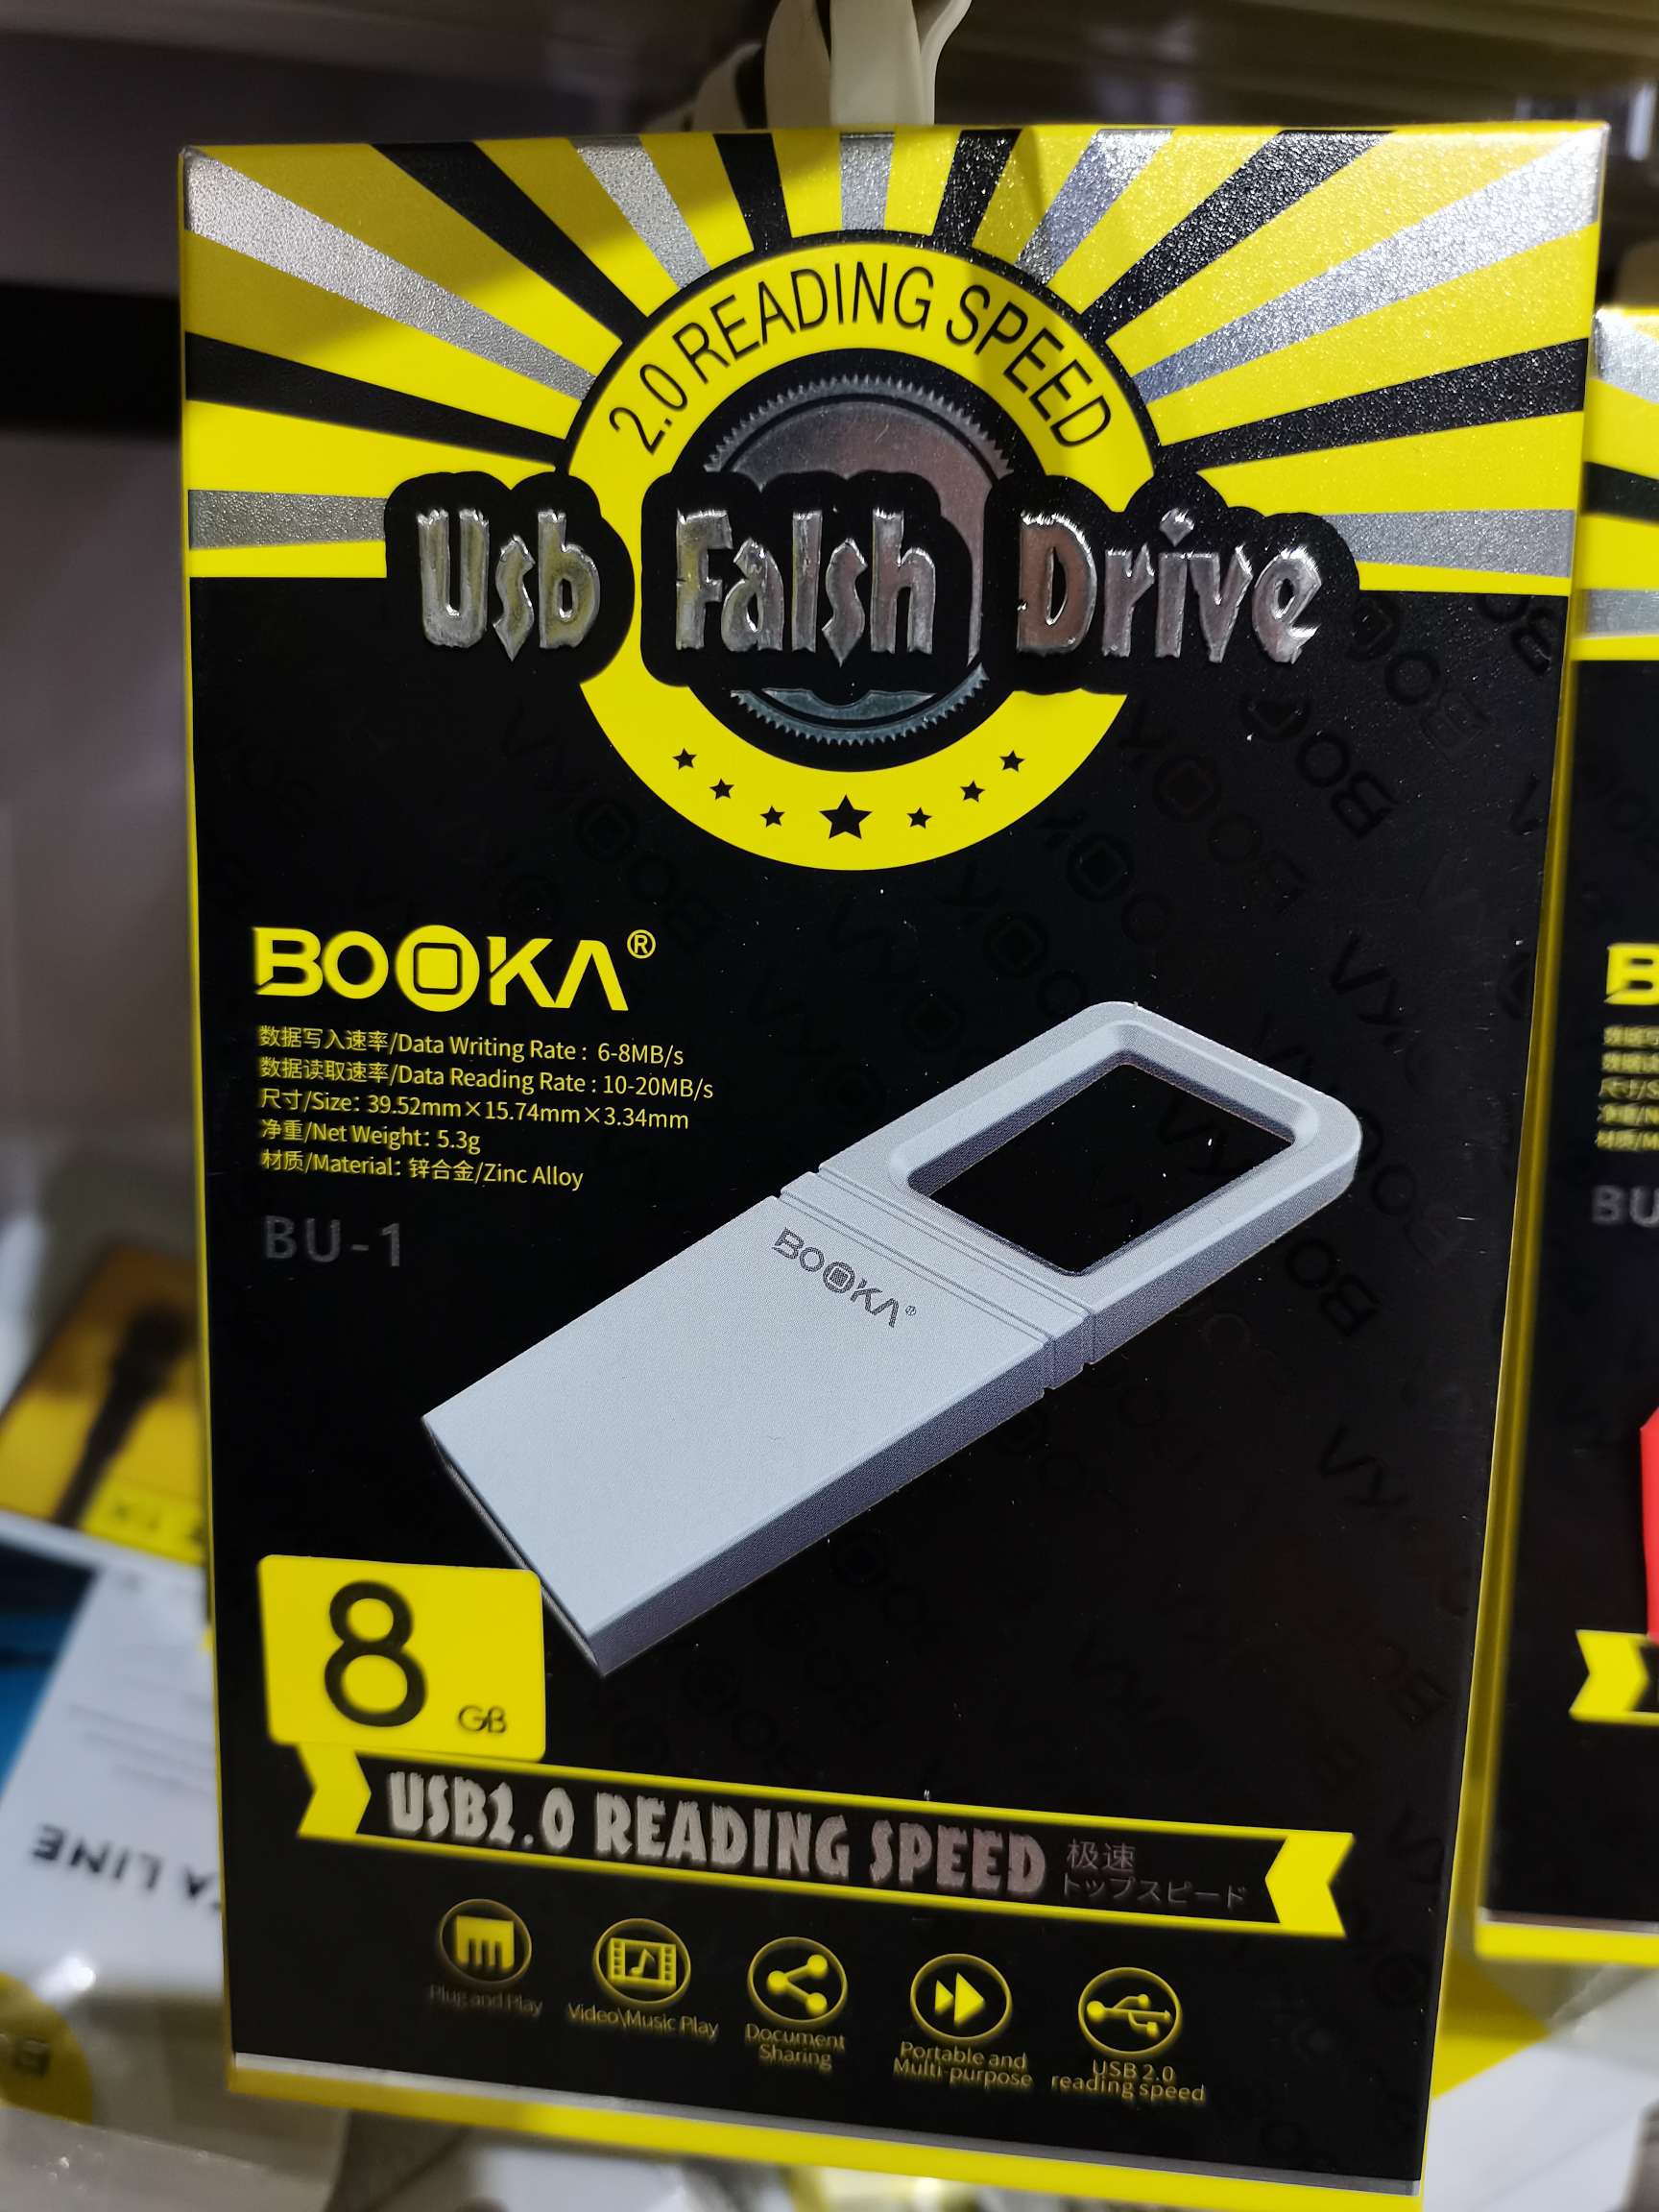 2.0 READING SPEED
Usb Falsh Drive
BOOKA®
数据写入速率/Data Writing Rate : 6-8MB/s
数据读取速率/Data Reading Rate : 10-20MB/s
尺寸/Size: 39.52mm×15.74mm×3.34mm
净重/Net Weight: 5.3g
材质/Material: 锌合金/Zinc Alloy
BU-1
BOOKA®
8 GB
USB2.0 READING SPEED 极速
トップスピード
Plug and Play
Video\Music Play
Document
Sharing
Portable and
Multi-purpose
USB 2.0
reading speed
A LINE
BU